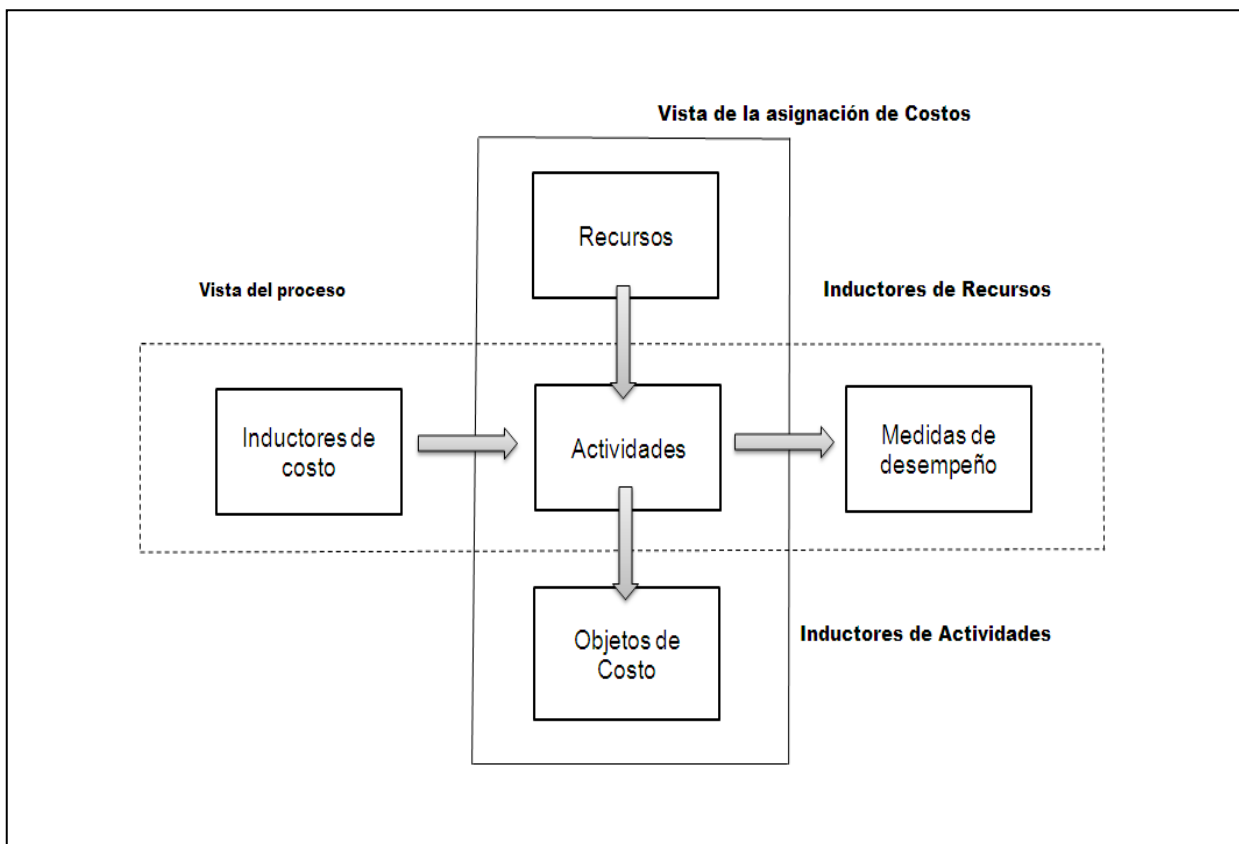 Vista de la asignación de Costos
Recursos
Vista del proceso
Inductores de Recursos
Inductores de
costo
Actividades
Medidas de
desempeño
Objetos de
Costo
Inductores de Actividades